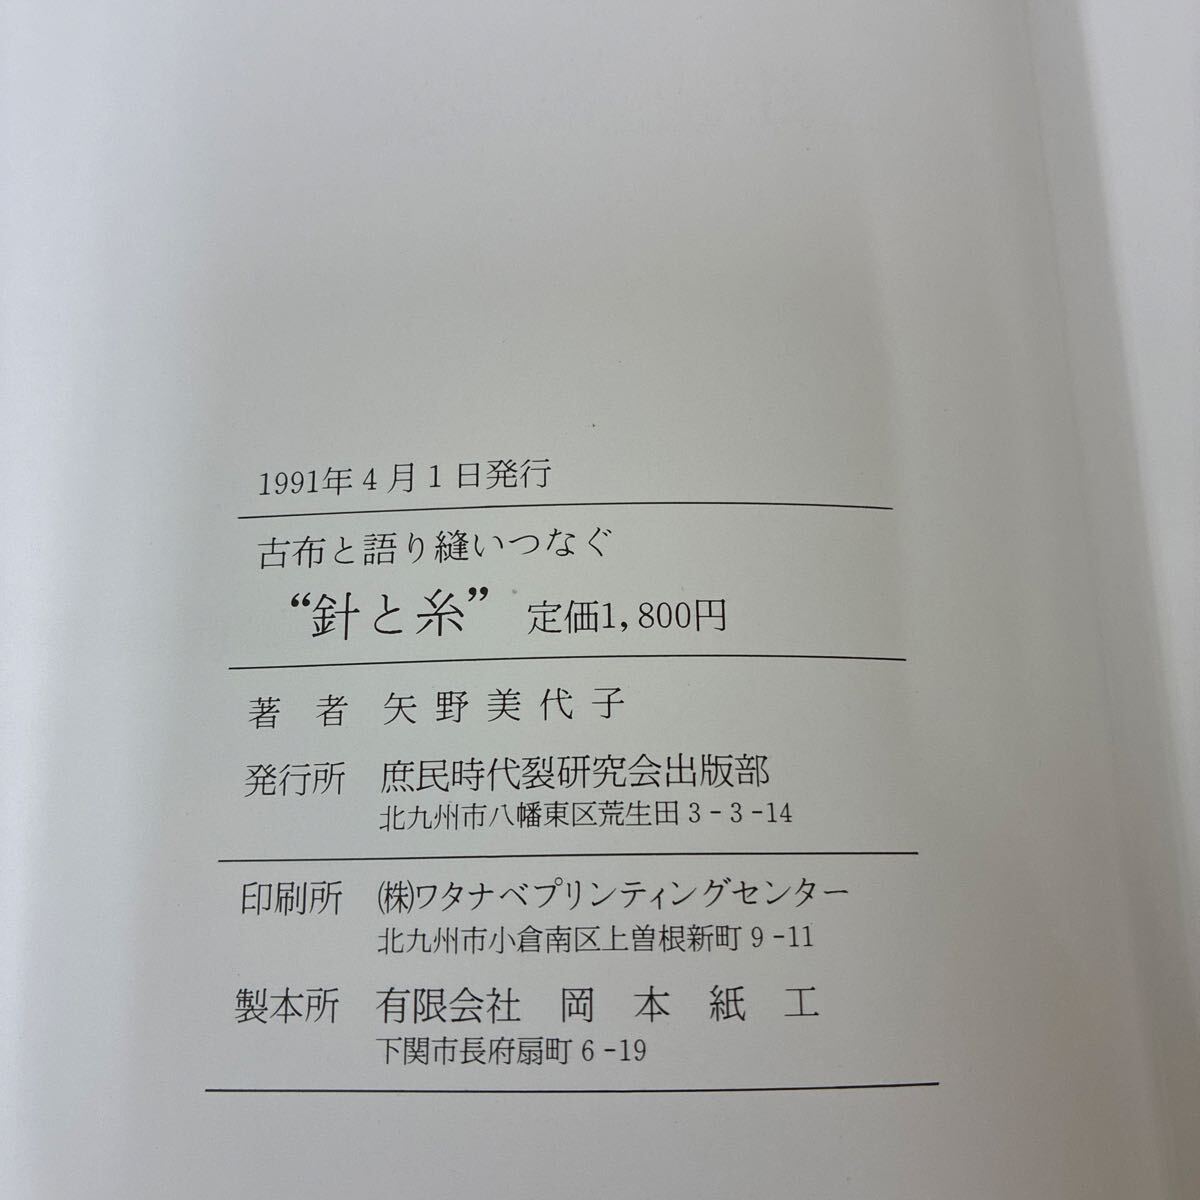 1991年4月1日発行
古布と語り縫いつなぐ
“針と糸” 定価1,800円
著者 矢野美代子
発行所 庶民時代裂研究会出版部
北九州市八幡東区荒生田3-3-14
印刷所 ㈱ワタナベプリンティングセンター
北九州市小倉南区上曽根新町9-11
製本所 有限会社 岡本紙工
下関市長府扇町6-19